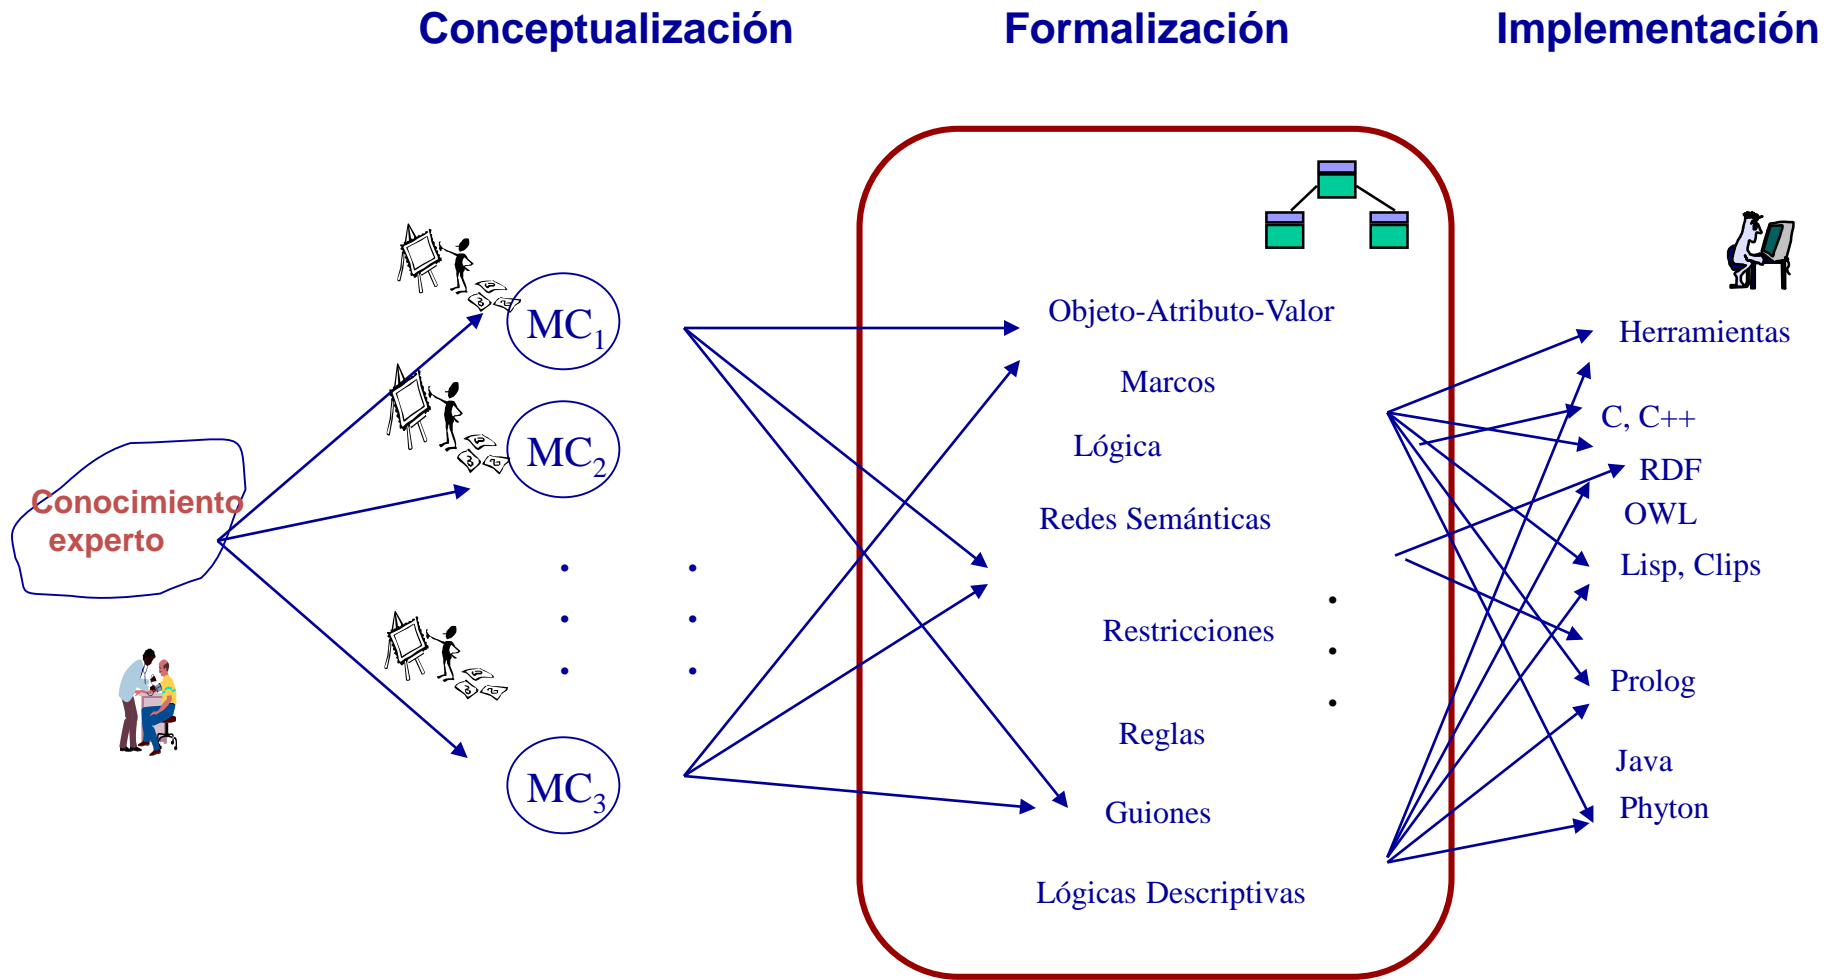 Conceptualización
Formalización
Implementación
Conocimiento
experto
MC1
MC2
MC3
Objeto-Atributo-Valor
Marcos
Lógica
Redes Semánticas
Restricciones
Reglas
Guiones
Lógicas Descriptivas
Herramientas
C, C++
RDF
OWL
Lisp, Clips
Prolog
Java
Phyton